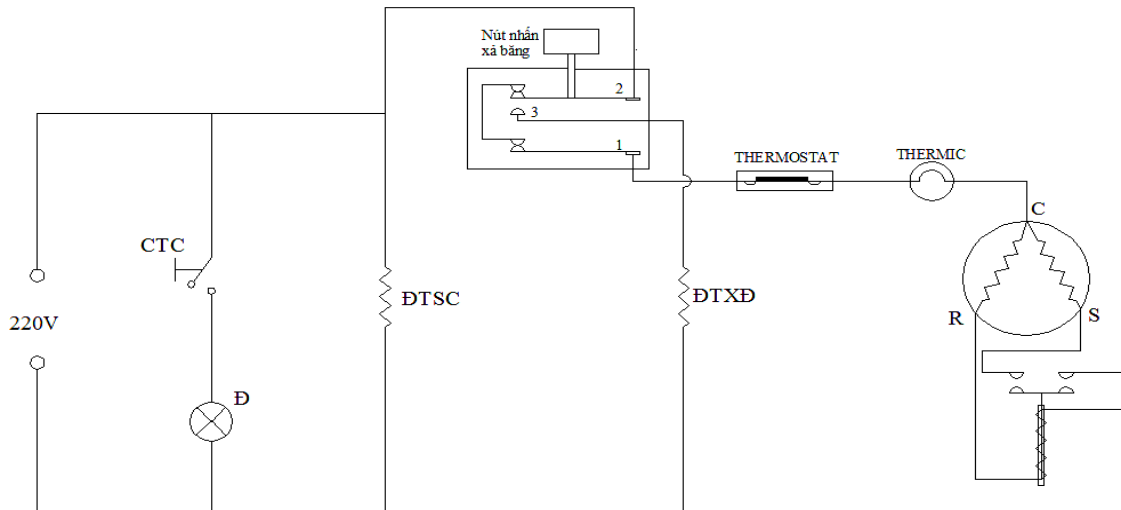 Nút nhấn
xả băng
2
3
1
THERMOSTAT
THERMIC
C
CTC
ĐTSC
ĐTXĐ
220V
R
S
Đ